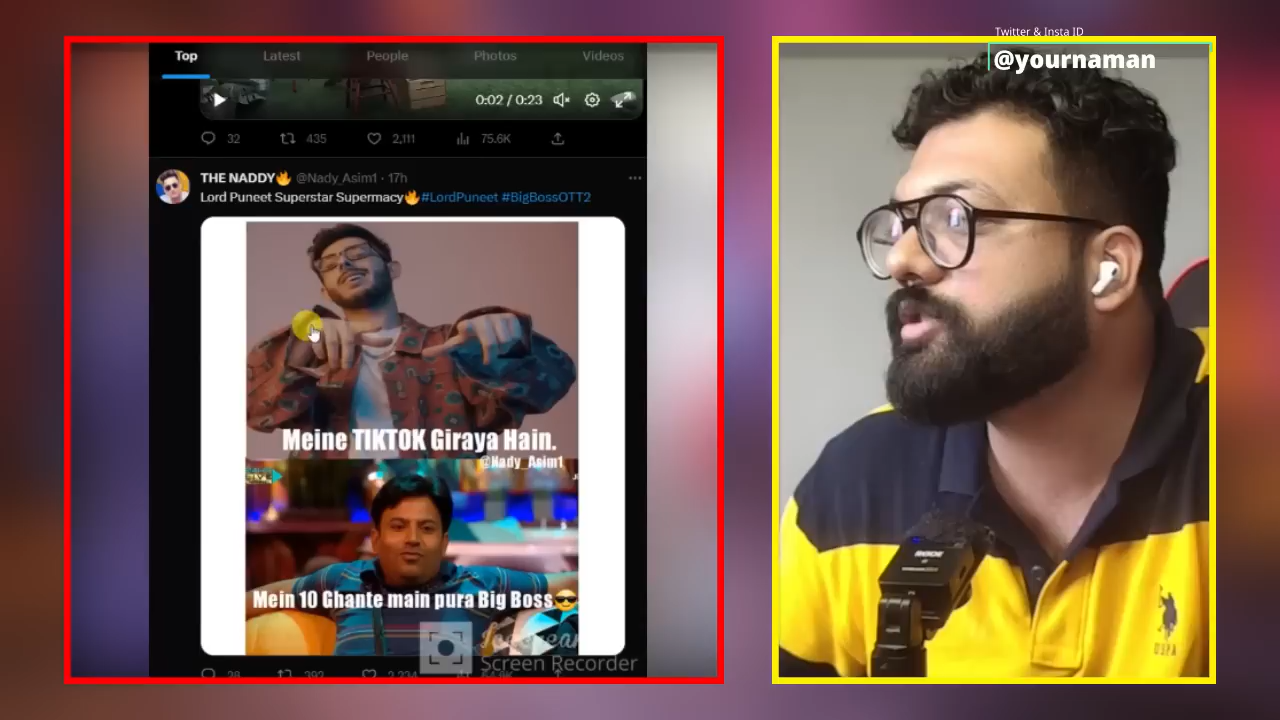 Twitter & Insta ID
@yournaman
Top Latest People Photos Videos
0:02 / 0:23
32 435 2,111 75.6K
THE NADDY🔥 @Nady_Asim1 · 17h
Lord Puneet Superstar Supermacy🔥#LordPuneet #BigBossOTT2
Meine TIKTOK Giraya Hain.
@Nady_Asim1
Mein 10 Ghante main pura Big Boss😎
Screen Recorder
USPA